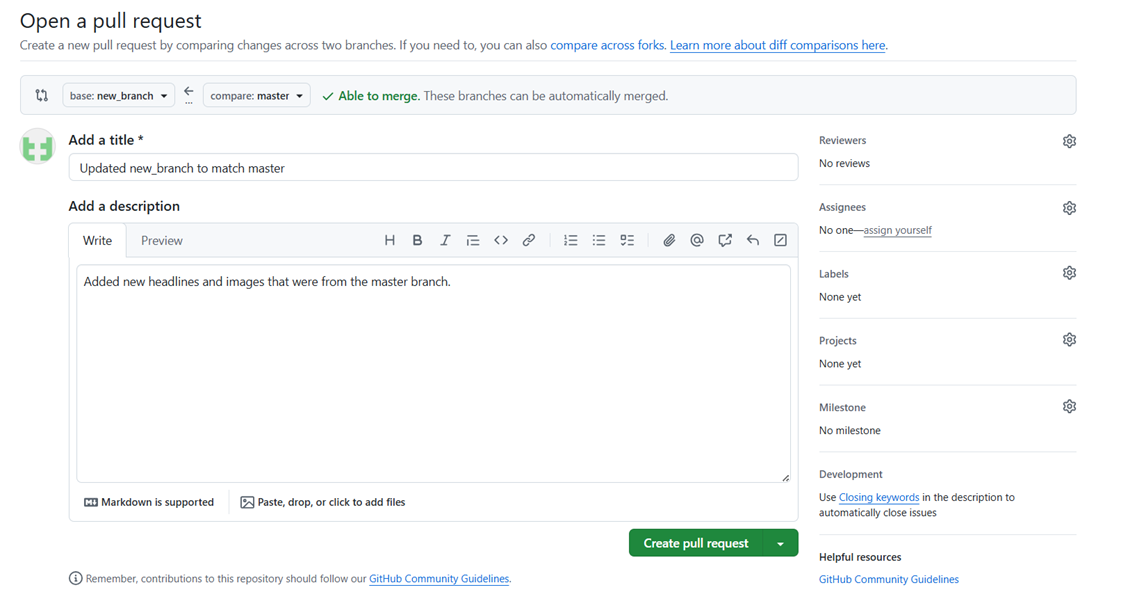 Open a pull request
Create a new pull request by comparing changes across two branches. If you need to, you can also compare across forks. Learn more about diff comparisons here.
base: new_branch
compare: master
Able to merge. These branches can be automatically merged.
Add a title *
Updated new_branch to match master
Add a description
Write Preview
Added new headlines and images that were from the master branch.
Markdown is supported
Paste, drop, or click to add files
Create pull request
Remember, contributions to this repository should follow our GitHub Community Guidelines.
Reviewers
No reviews
Assignees
No one—assign yourself
Labels
None yet
Projects
None yet
Milestone
No milestone
Development
Use Closing keywords in the description to
automatically close issues
Helpful resources
GitHub Community Guidelines